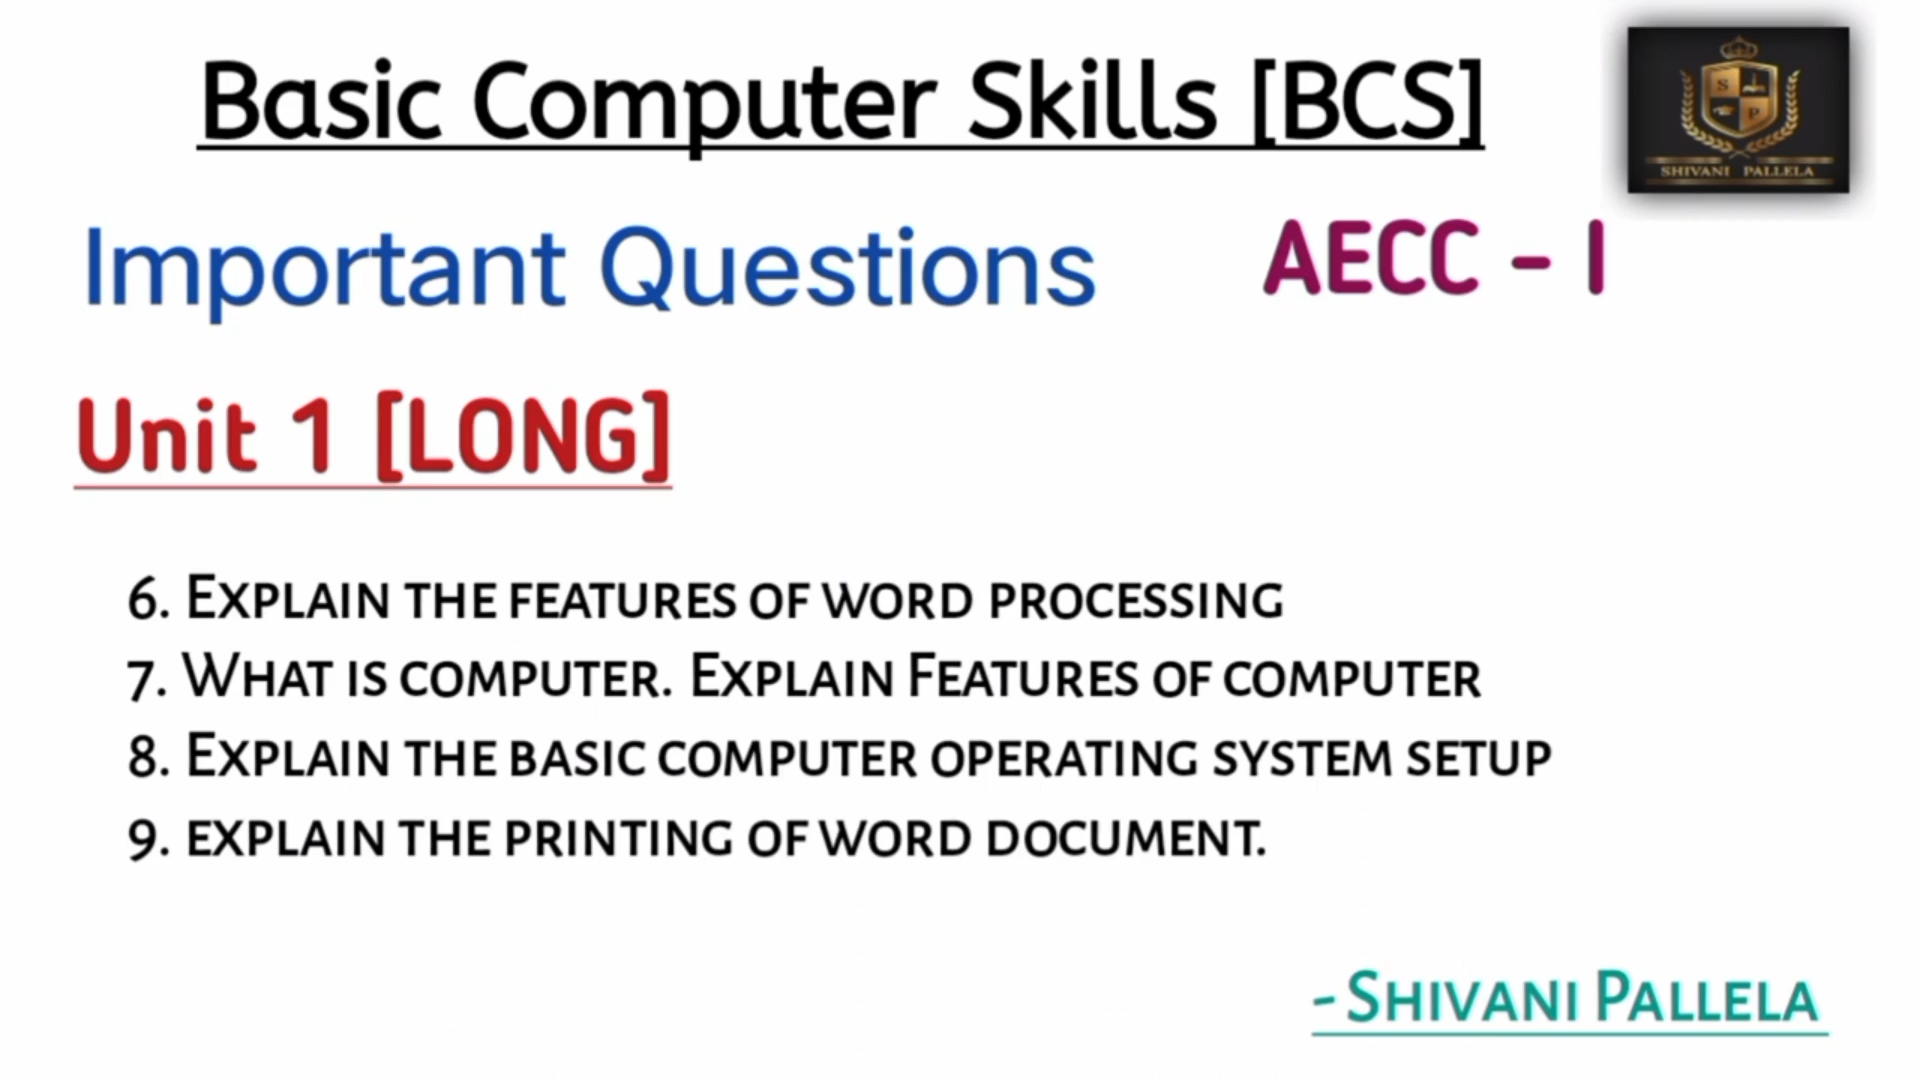 Basic Computer Skills [BCS]
S
P
SHIVANI PALLELA
Important Questions
AECC - I
Unit 1 [LONG]
6. Explain the features of word processing
7. What is computer. Explain Features of computer
8. Explain the basic computer operating system setup
9. explain the printing of word document.
- Shivani Pallela